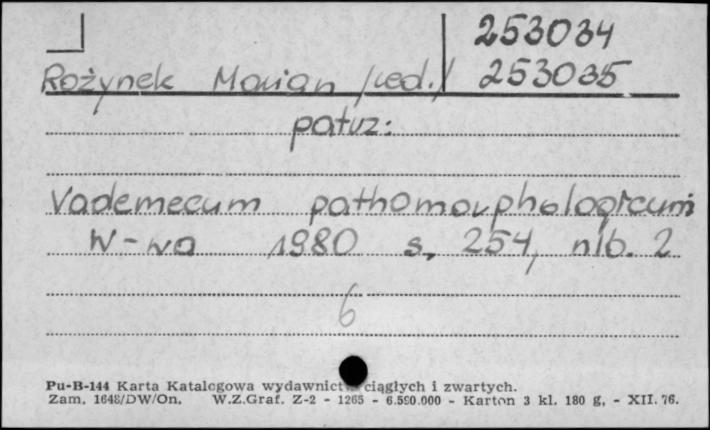 253034
Rożynek Marian /red./ 253035
patrz:
Vademecum pathomorphologicum
W-wa 1980 s, 254, nlb. 2
6
Pu-B-144 Karta Katalogowa wydawnictw ciągłych i zwartych.
Zam. 1648/DW/On. W.Z.Graf. Z-2 - 1265 - 6.590.000 - Karton 3 kl. 180 g, - XII. 76.